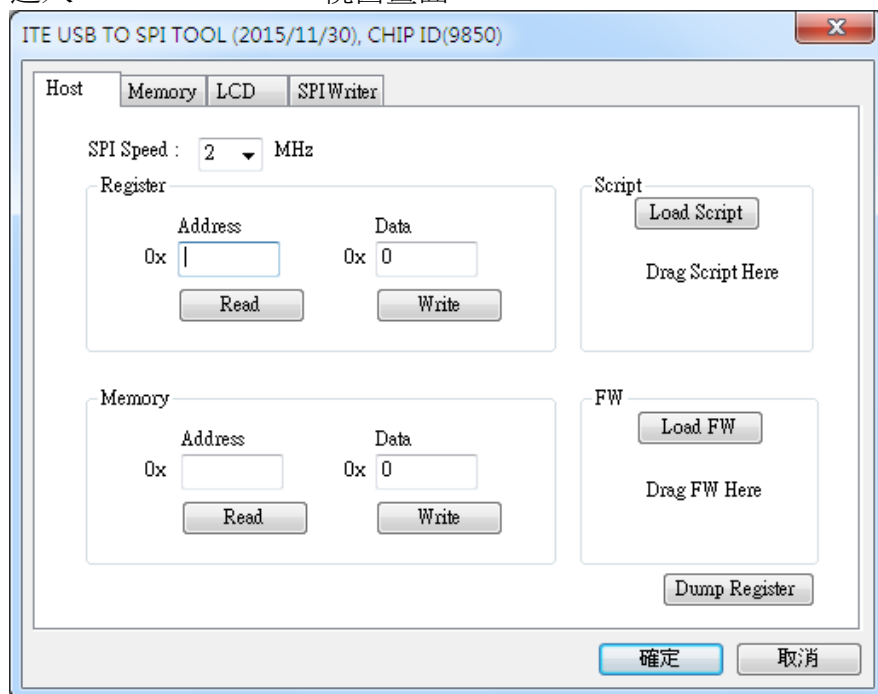 ITE USB TO SPI TOOL (2015/11/30), CHIP ID(9850)
Host Memory LCD SPI Writer
SPI Speed : 2 MHz
Register
Address Data
0x 0x 0
Read Write
Script
Load Script
Drag Script Here
Memory
Address Data
0x 0x 0
Read Write
FW
Load FW
Drag FW Here
Dump Register
確定 取消